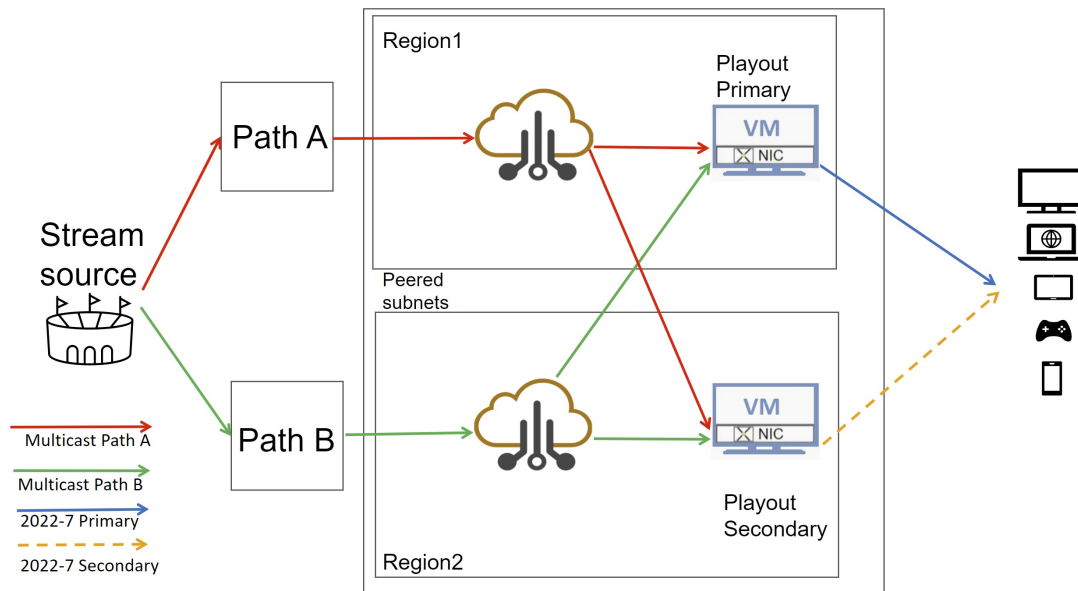 Region1
Playout
Primary
VM
NIC
Path A
Stream
source
Peered
subnets
Path B
VM
NIC
Multicast Path A
Multicast Path B
2022-7 Primary
2022-7 Secondary
Playout
Secondary
Region2